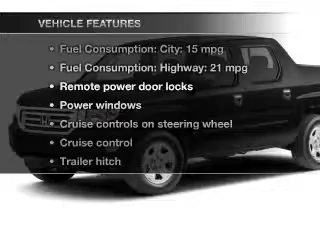 VEHICLE FEATURES
• Fuel Consumption: City: 15 mpg
• Fuel Consumption: Highway: 21 mpg
• Remote power door locks
• Power windows
• Cruise controls on steering wheel
• Cruise control
• Trailer hitch